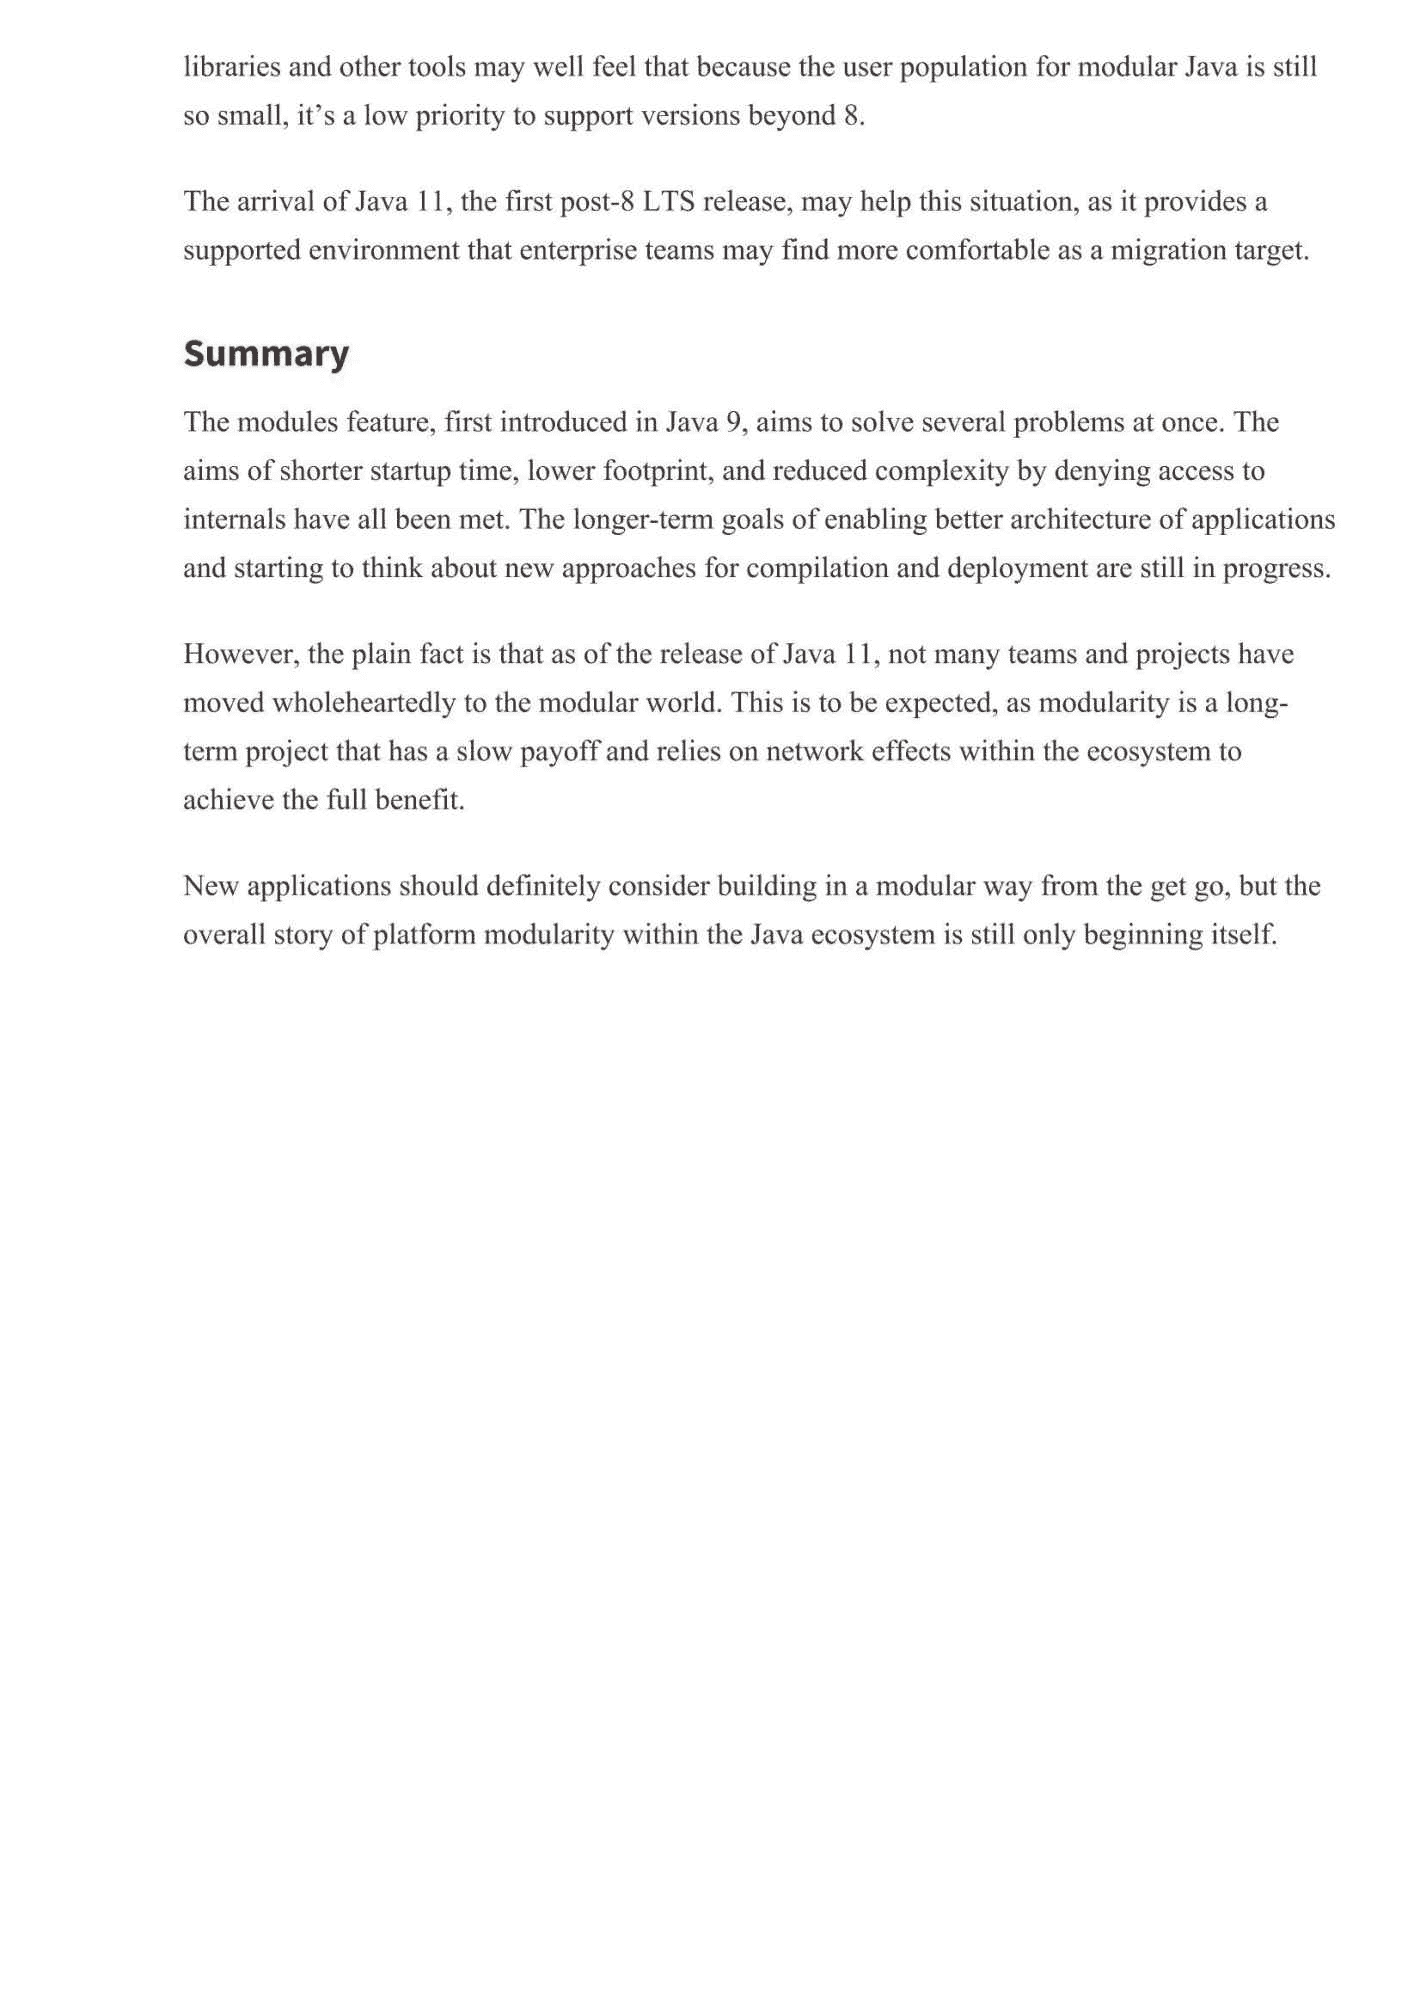 libraries and other tools may well feel that because the user population for modular Java is still
so small, it’s a low priority to support versions beyond 8.
The arrival of Java 11, the first post-8 LTS release, may help this situation, as it provides a
supported environment that enterprise teams may find more comfortable as a migration target.
Summary
The modules feature, first introduced in Java 9, aims to solve several problems at once. The
aims of shorter startup time, lower footprint, and reduced complexity by denying access to
internals have all been met. The longer-term goals of enabling better architecture of applications
and starting to think about new approaches for compilation and deployment are still in progress.
However, the plain fact is that as of the release of Java 11, not many teams and projects have
moved wholeheartedly to the modular world. This is to be expected, as modularity is a long-
term project that has a slow payoff and relies on network effects within the ecosystem to
achieve the full benefit.
New applications should definitely consider building in a modular way from the get go, but the
overall story of platform modularity within the Java ecosystem is still only beginning itself.